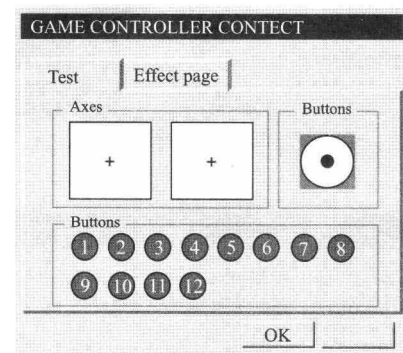 GAME CONTROLLER CONTECT
Test Effect page
Axes Buttons
Buttons
1 2 3 4 5 6 7 8
9 10 11 12
OK